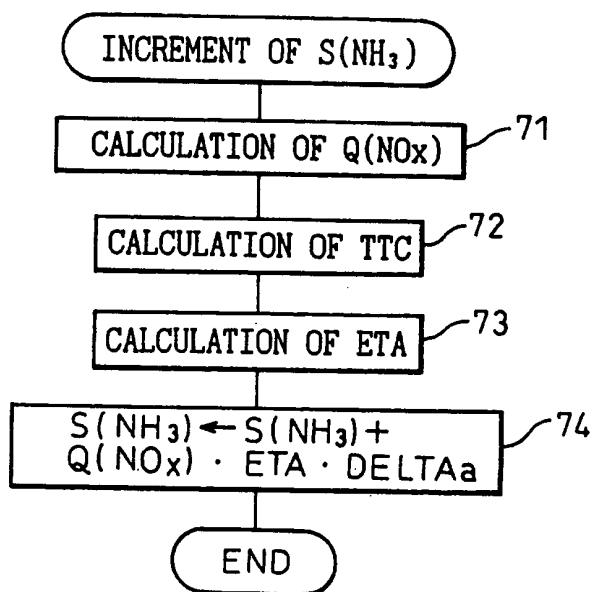 INCREMENT OF S(NH₃)
CALCULATION OF Q(NOx)
71
CALCULATION OF TTC
72
CALCULATION OF ETA
73
S(NH₃)←S(NH₃)+
Q(NOx)·ETA·DELTAa
74
END